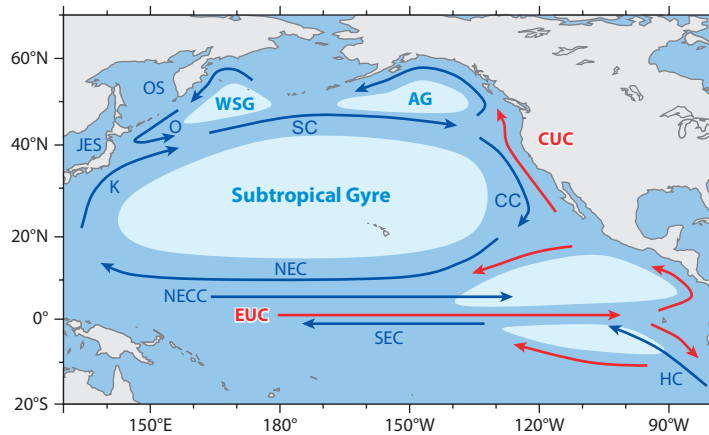 60°N
OS
WSG
AG
O
SC
CUC
JES
40°N
K
Subtropical Gyre
CC
20°N
NEC
NECC
EUC
0°
SEC
HC
20°S
150°E
180°
150°W
120°W
90°W